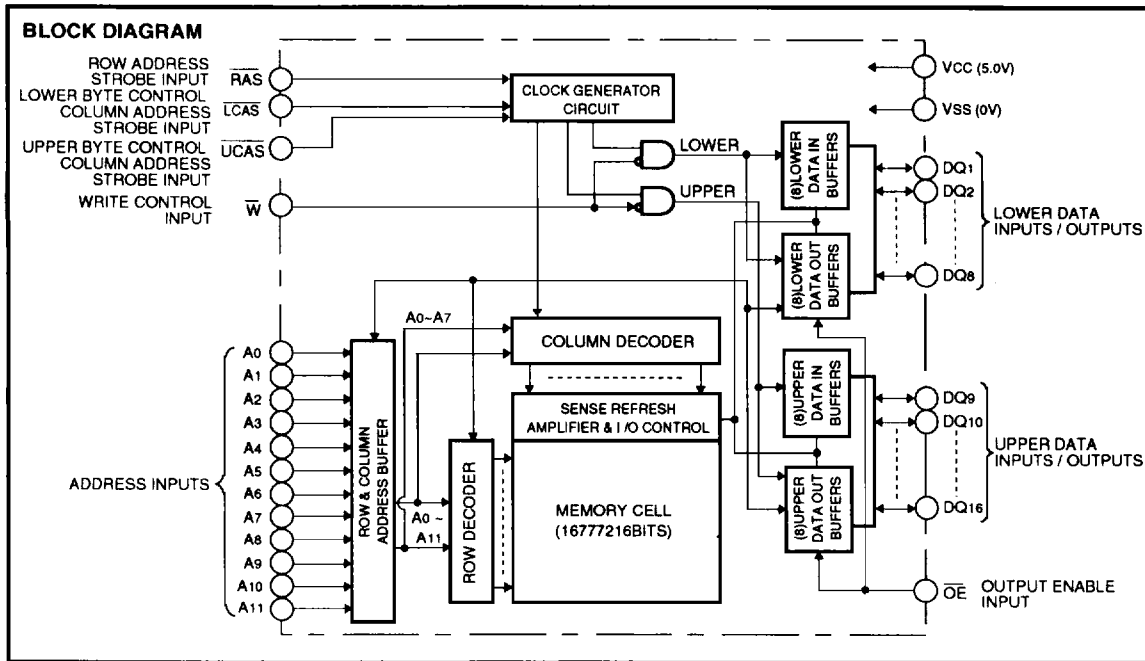 BLOCK DIAGRAM
ROW ADDRESS
STROBE INPUT
RAS
LOWER BYTE CONTROL
COLUMN ADDRESS
STROBE INPUT
LCAS
UPPER BYTE CONTROL
COLUMN ADDRESS
STROBE INPUT
UCAS
WRITE CONTROL
INPUT
W
CLOCK GENERATOR
CIRCUIT
LOWER
UPPER
(8)LOWER
DATA IN
BUFFERS
(8)LOWER
DATA OUT
BUFFERS
VCC (5.0V)
VSS (0V)
DQ1
DQ2
DQ8
LOWER DATA
INPUTS / OUTPUTS
ADDRESS INPUTS
A0
A1
A2
A3
A4
A5
A6
A7
A8
A9
A10
A11
ROW & COLUMN
ADDRESS BUFFER
A0~A7
A0 ~
A11
ROW DECODER
COLUMN DECODER
SENSE REFRESH
AMPLIFIER & I /O CONTROL
MEMORY CELL
(16777216BITS)
(8)UPPER
DATA IN
BUFFERS
(8)UPPER
DATA OUT
BUFFERS
DQ9
DQ10
DQ16
UPPER DATA
INPUTS / OUTPUTS
OE
OUTPUT ENABLE
INPUT